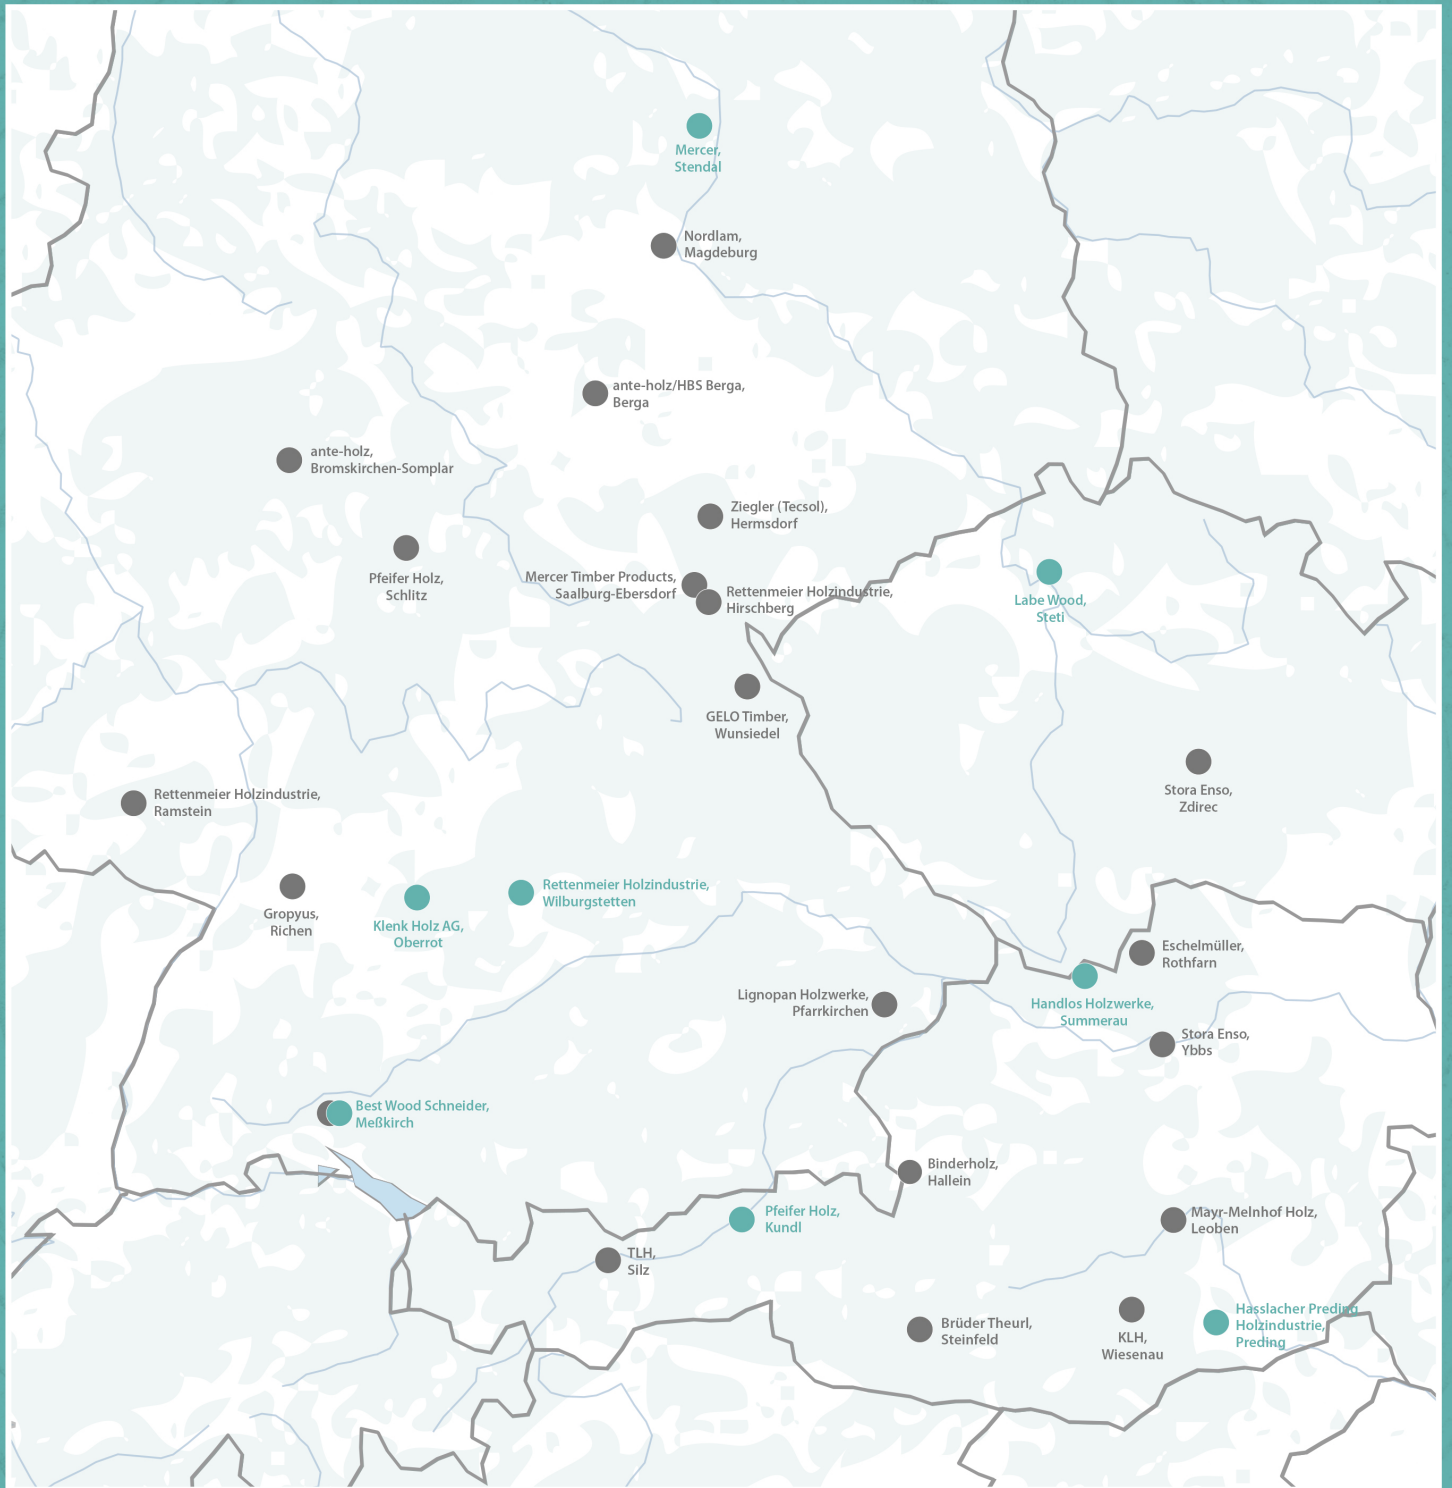 Mercer,
Stendal
Nordlam,
Magdeburg
ante-holz/HBS Berga,
Berga
ante-holz,
Bromskirchen-Somplar
Ziegler (Tecsol),
Hermsdorf
Pfeifer Holz,
Schlitz
Mercer Timber Products,
Saalburg-Ebersdorf
Rettenmeier Holzindustrie,
Hirschberg
Labe Wood,
Steti
GELO Timber,
Wunsiedel
Stora Enso,
Zdirec
Rettenmeier Holzindustrie,
Ramstein
Gropyus,
Richen
Klenk Holz AG,
Oberrot
Rettenmeier Holzindustrie,
Wilburgstetten
Eschelmüller,
Rothfarn
Lignopan Holzwerke,
Pfarrkirchen
Handlos Holzwerke,
Summerau
Stora Enso,
Ybbs
Best Wood Schneider,
Meßkirch
Binderholz,
Hallein
Pfeifer Holz,
Kundl
Mayr-Melnhof Holz,
Leoben
TLH,
Silz
Brüder Theurl,
Steinfeld
KLH,
Wiesenau
Hasslacher Preding
Holzindustrie,
Preding